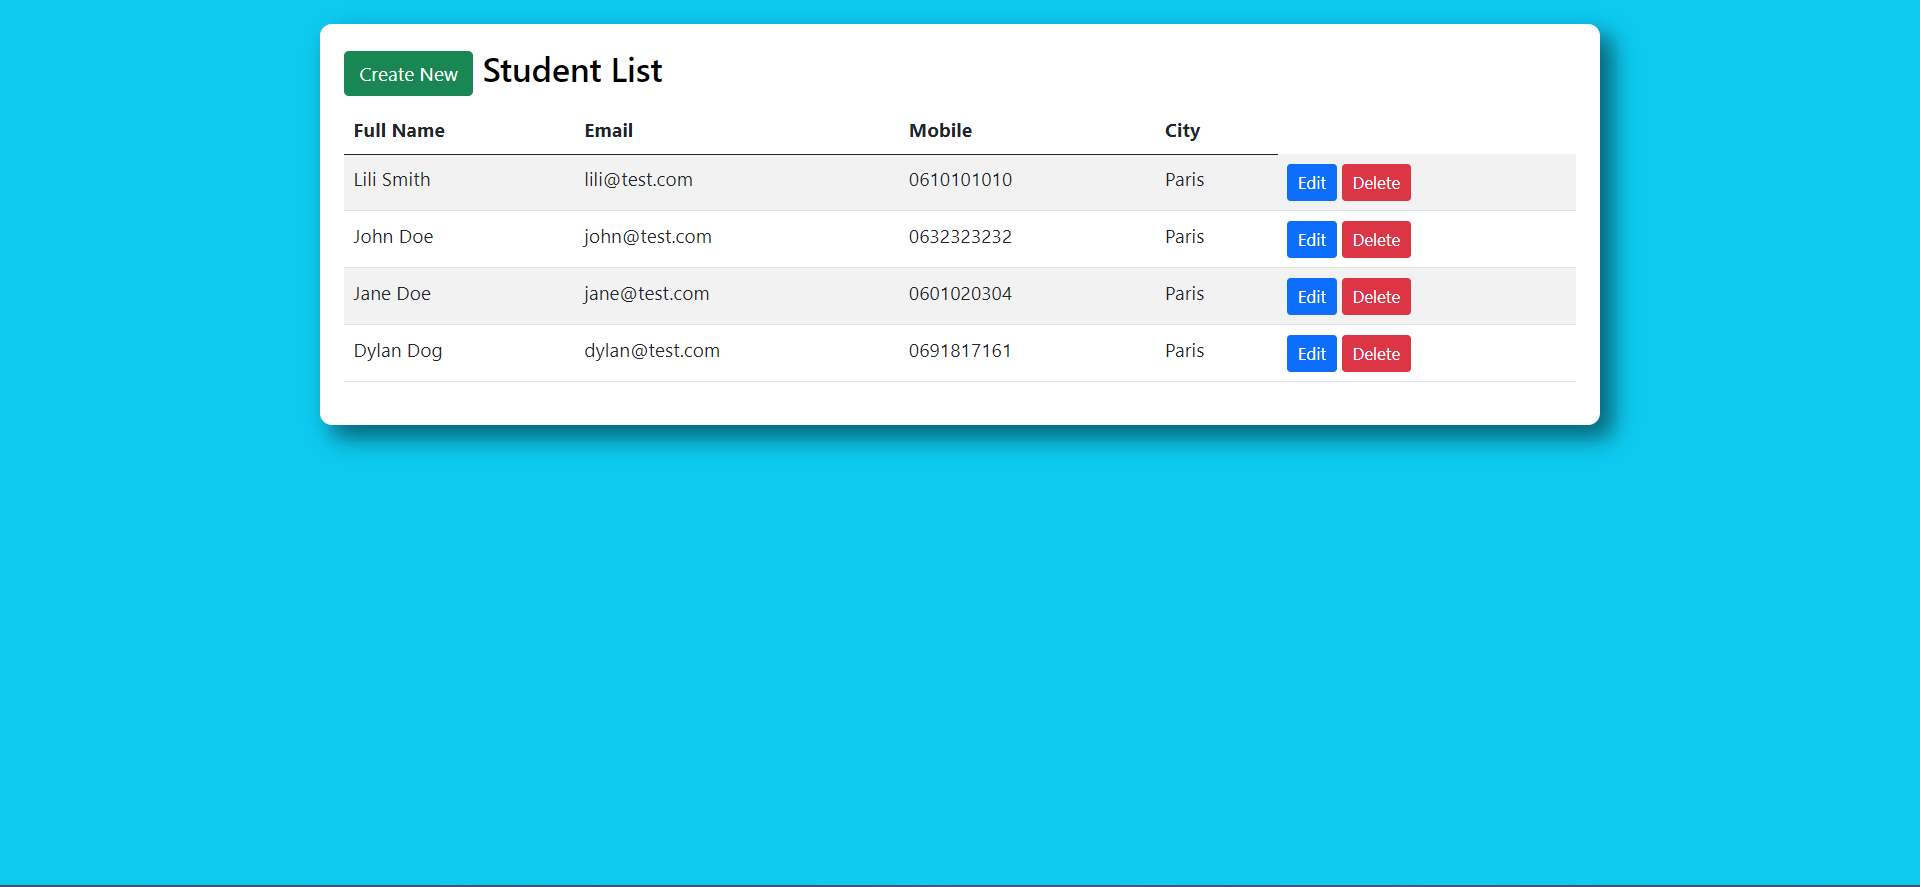 Create New Student List
Full Name Email Mobile City
Lili Smith lili@test.com 0610101010 Paris Edit Delete
John Doe john@test.com 0632323232 Paris Edit Delete
Jane Doe jane@test.com 0601020304 Paris Edit Delete
Dylan Dog dylan@test.com 0691817161 Paris Edit Delete